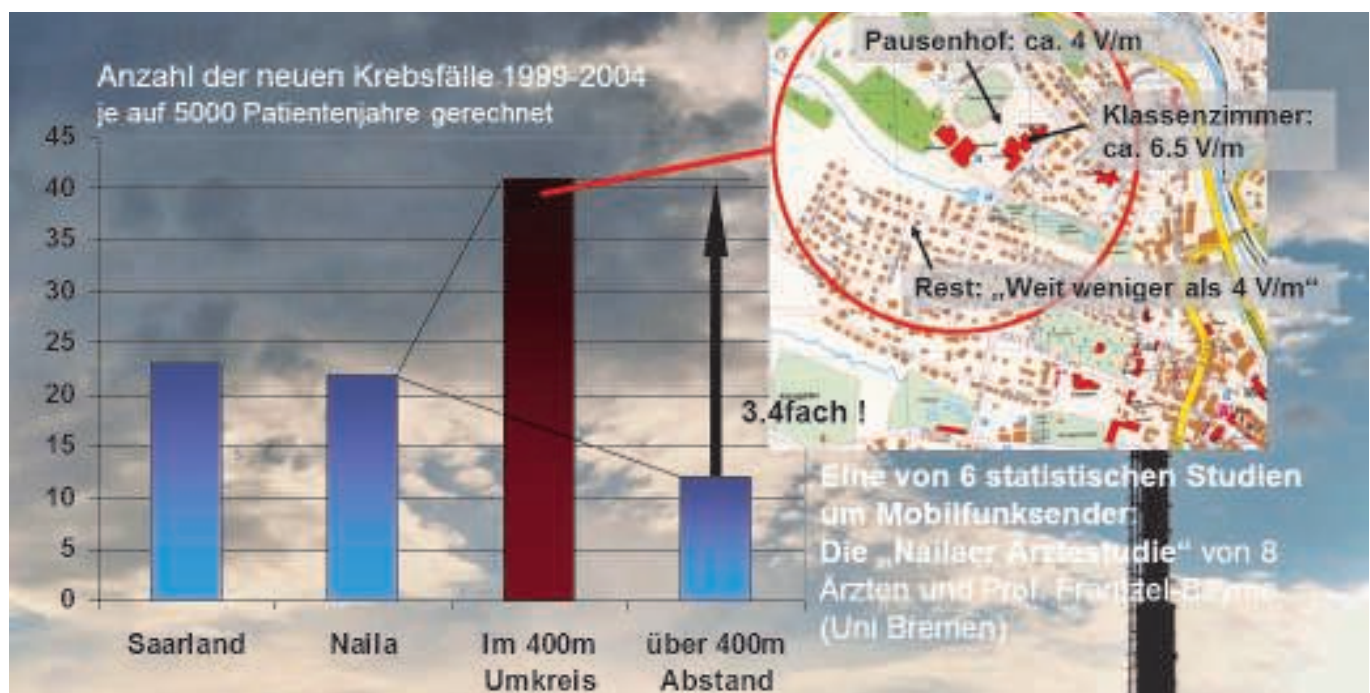 Anzahl der neuen Krebsfälle 1999-2004
je auf 5000 Patientenjahre gerechnet
45
40
35
30
25
20
15
10
5
0
Saarland
Naila
Im 400m
Umkreis
über 400m
Abstand
3.4fach !
Pausenhof: ca. 4 V/m
Klassenzimmer:
ca. 6.5 V/m
Rest: „Weit weniger als 4 V/m“
Eine von 6 statistischen Studien
um Mobilfunksender:
Die „Nailaer Ärztestudie“ von 8
Ärzten und Prof.
(Uni Bremen)